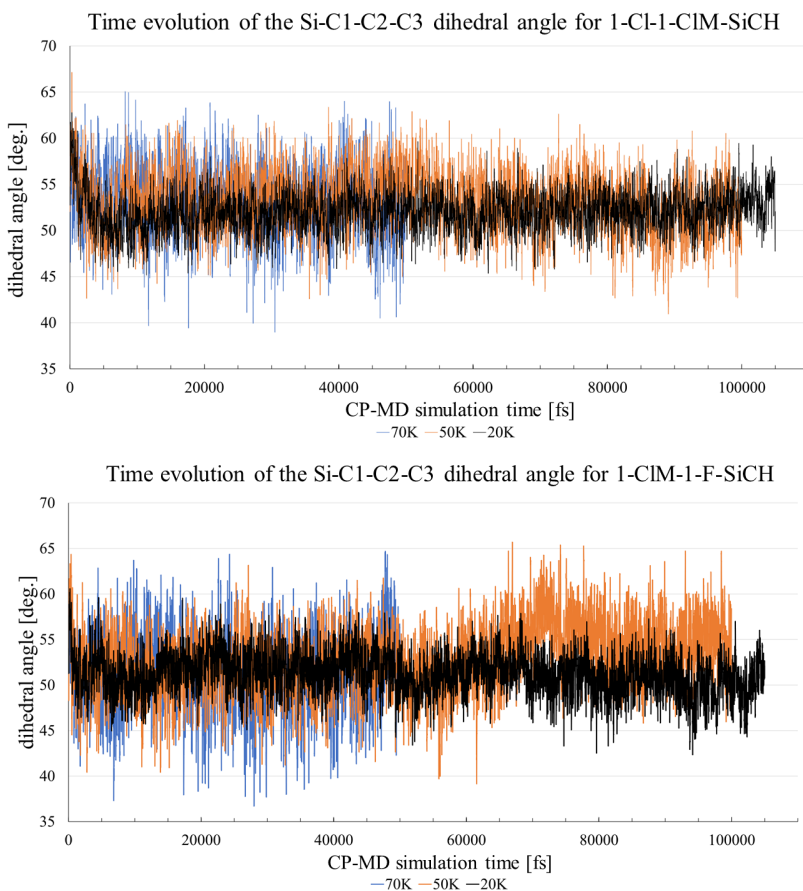 Time evolution of the Si-C1-C2-C3 dihedral angle for 1-Cl-1-ClM-SiCH
70
65
60
55
50
45
40
35
dihedral angle [deg.]
0 20000 40000 60000 80000 100000
CP-MD simulation time [fs]
70K 50K 20K
Time evolution of the Si-C1-C2-C3 dihedral angle for 1-ClM-1-F-SiCH
70
65
60
55
50
45
40
35
dihedral angle [deg.]
0 20000 40000 60000 80000 100000
CP-MD simulation time [fs]
70K 50K 20K